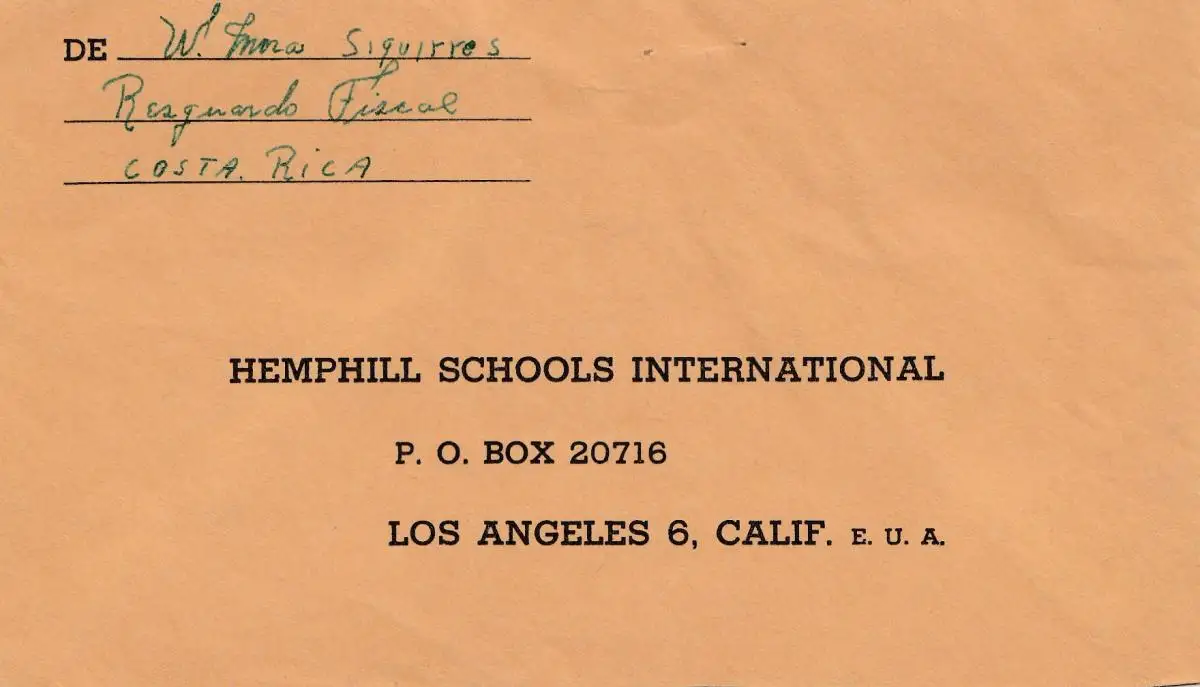 DE W. Mora Siquirres
Resguardo Fiscal
COSTA. RICA
HEMPHILL SCHOOLS INTERNATIONAL
P. O. BOX 20716
LOS ANGELES 6, CALIF. E. U. A.